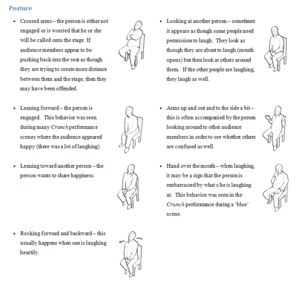 Posture
• Crossed arms – the person is either not
engaged or is worried that he or she
will be called onto the stage. If
audience members appear to be
pushing back into the seat as though
they are trying to create more distance
between them and the stage, then they
may have been offended.
• Looking at another person – sometimes
it appears as though some people need
permission to laugh. They look as
though they are about to laugh (mouth
opens) but then look at others around
them. If the other people are laughing,
they laugh as well.
• Leaning forward – the person is
engaged. This behavior was seen
during many Crunch performance
scenes where the audience appeared
happy (there was a lot of laughing).
• Arms up and out and to the side a bit –
this is often accompanied by the person
looking around to other audience
members in order to see whether others
are confused as well.
• Leaning toward another person – the
person wants to share happiness
• Hand over the mouth – when laughing,
it may be a sign that the person is
embarrassed by what s/he is laughing
at. This behavior was seen in the
Crunch performance during a 'blue'
scene.
• Rocking forward and backward – this
usually happens when one is laughing
heartily.